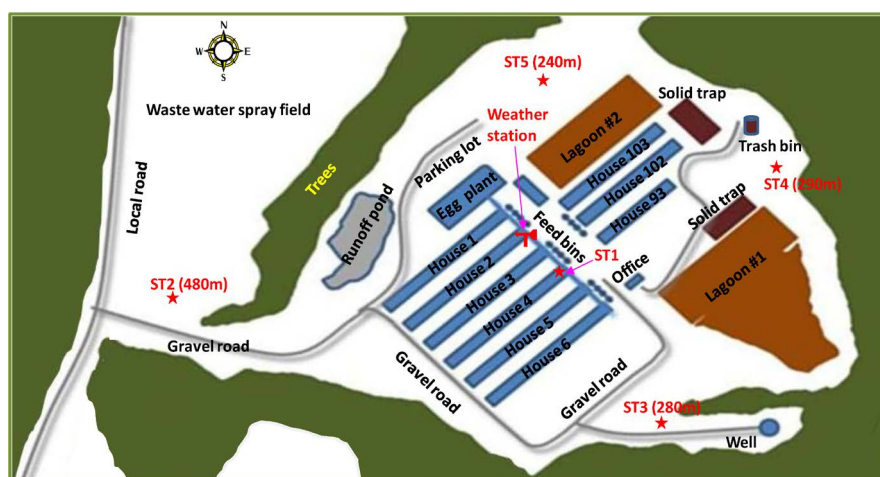 N
W E
S
ST5 (240m)
Solid trap
Waste water spray field
Weather
station
Lagoon #2
Trash bin
Parking lot
House 103
House 102
House 93
ST4 (290m)
Local road
Trees
Egg plant
Solid trap
Runoff pond
Feed bins
ST1
Office
Lagoon #1
House 1
House 2
House 3
House 4
House 5
House 6
ST2 (480m)
Gravel road
Gravel road
Gravel road
ST3 (280m)
Well